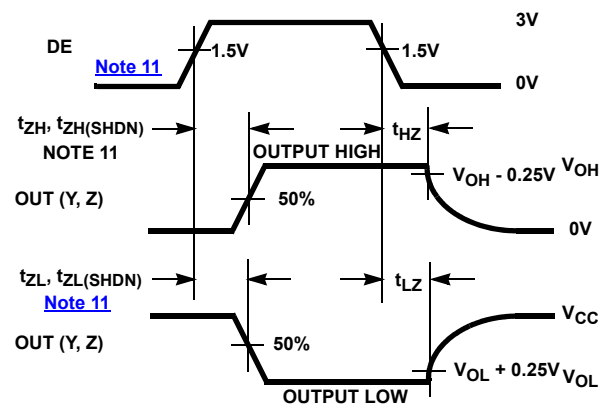 3V
DE
1.5V
1.5V
Note 11
0V
tZH, tZH(SHDN)
NOTE 11
tHZ
OUTPUT HIGH
VOH - 0.25V
VOH
OUT (Y, Z)
50%
0V
tZL, tZL(SHDN)
Note 11
tLZ
VCC
OUT (Y, Z)
50%
VOL + 0.25V
VOL
OUTPUT LOW